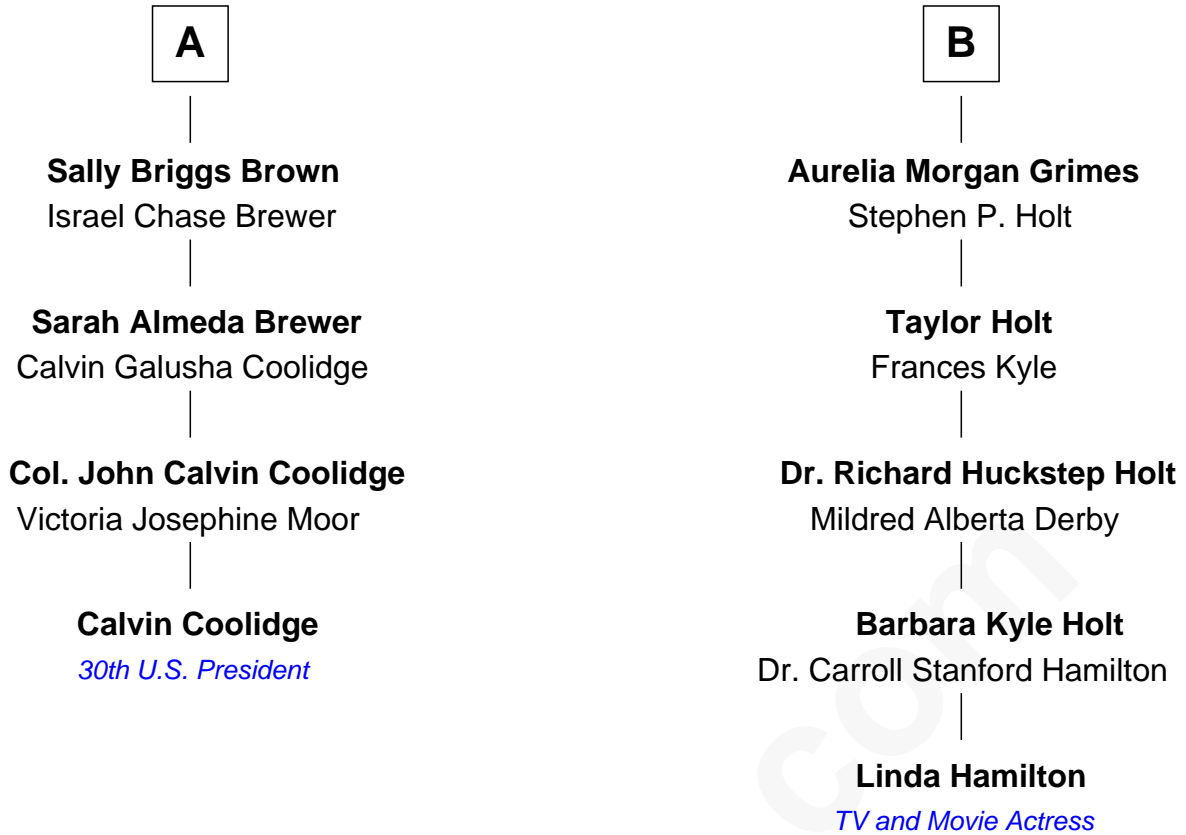 A
Sally Briggs Brown
Israel Chase Brewer
Sarah Almeda Brewer
Calvin Galusha Coolidge
Col. John Calvin Coolidge
Victoria Josephine Moor
Calvin Coolidge
30th U.S. President
B
Aurelia Morgan Grimes
Stephen P. Holt
Taylor Holt
Frances Kyle
Dr. Richard Huckstep Holt
Mildred Alberta Derby
Barbara Kyle Holt
Dr. Carroll Stanford Hamilton
Linda Hamilton
TV and Movie Actress
com